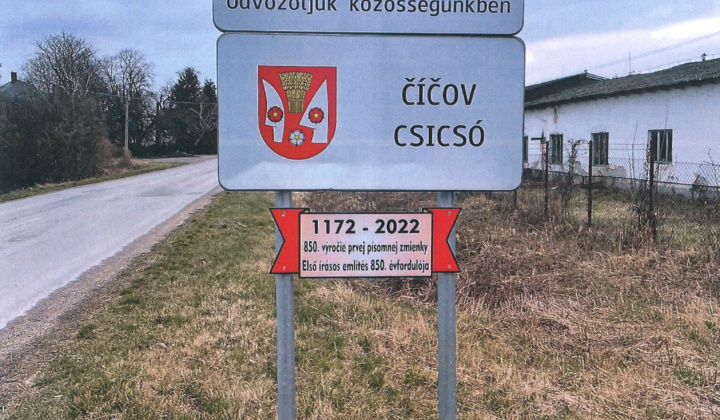 Üdvözöljük közösségünkben
ČÍČOV
CSICSÓ
1172 - 2022
850. výročie prvej písomnej zmienky
Első írásos említés 850. évfordulója